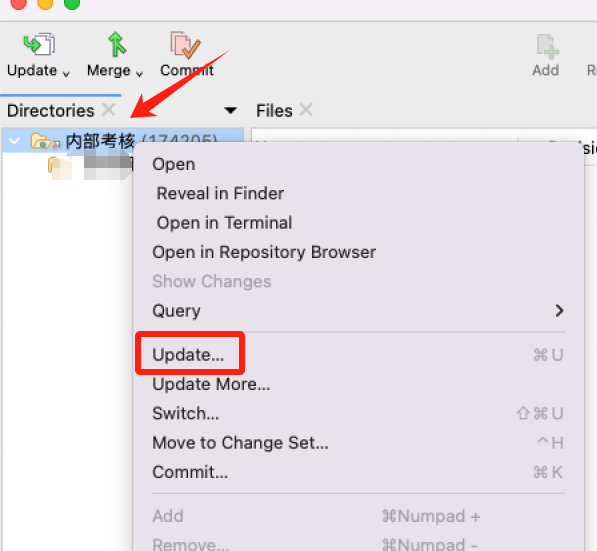 Update Merge Commit Add
Directories Files
内部考核 (174205)
Open
Reveal in Finder
Open in Terminal
Open in Repository Browser
Show Changes
Query
Update... ⌘U
Update More...
Switch... ⇧⌘U
Move to Change Set... ^H
Commit... ⌘K
Add ⌘Numpad +
Remove... ⌘Numpad -